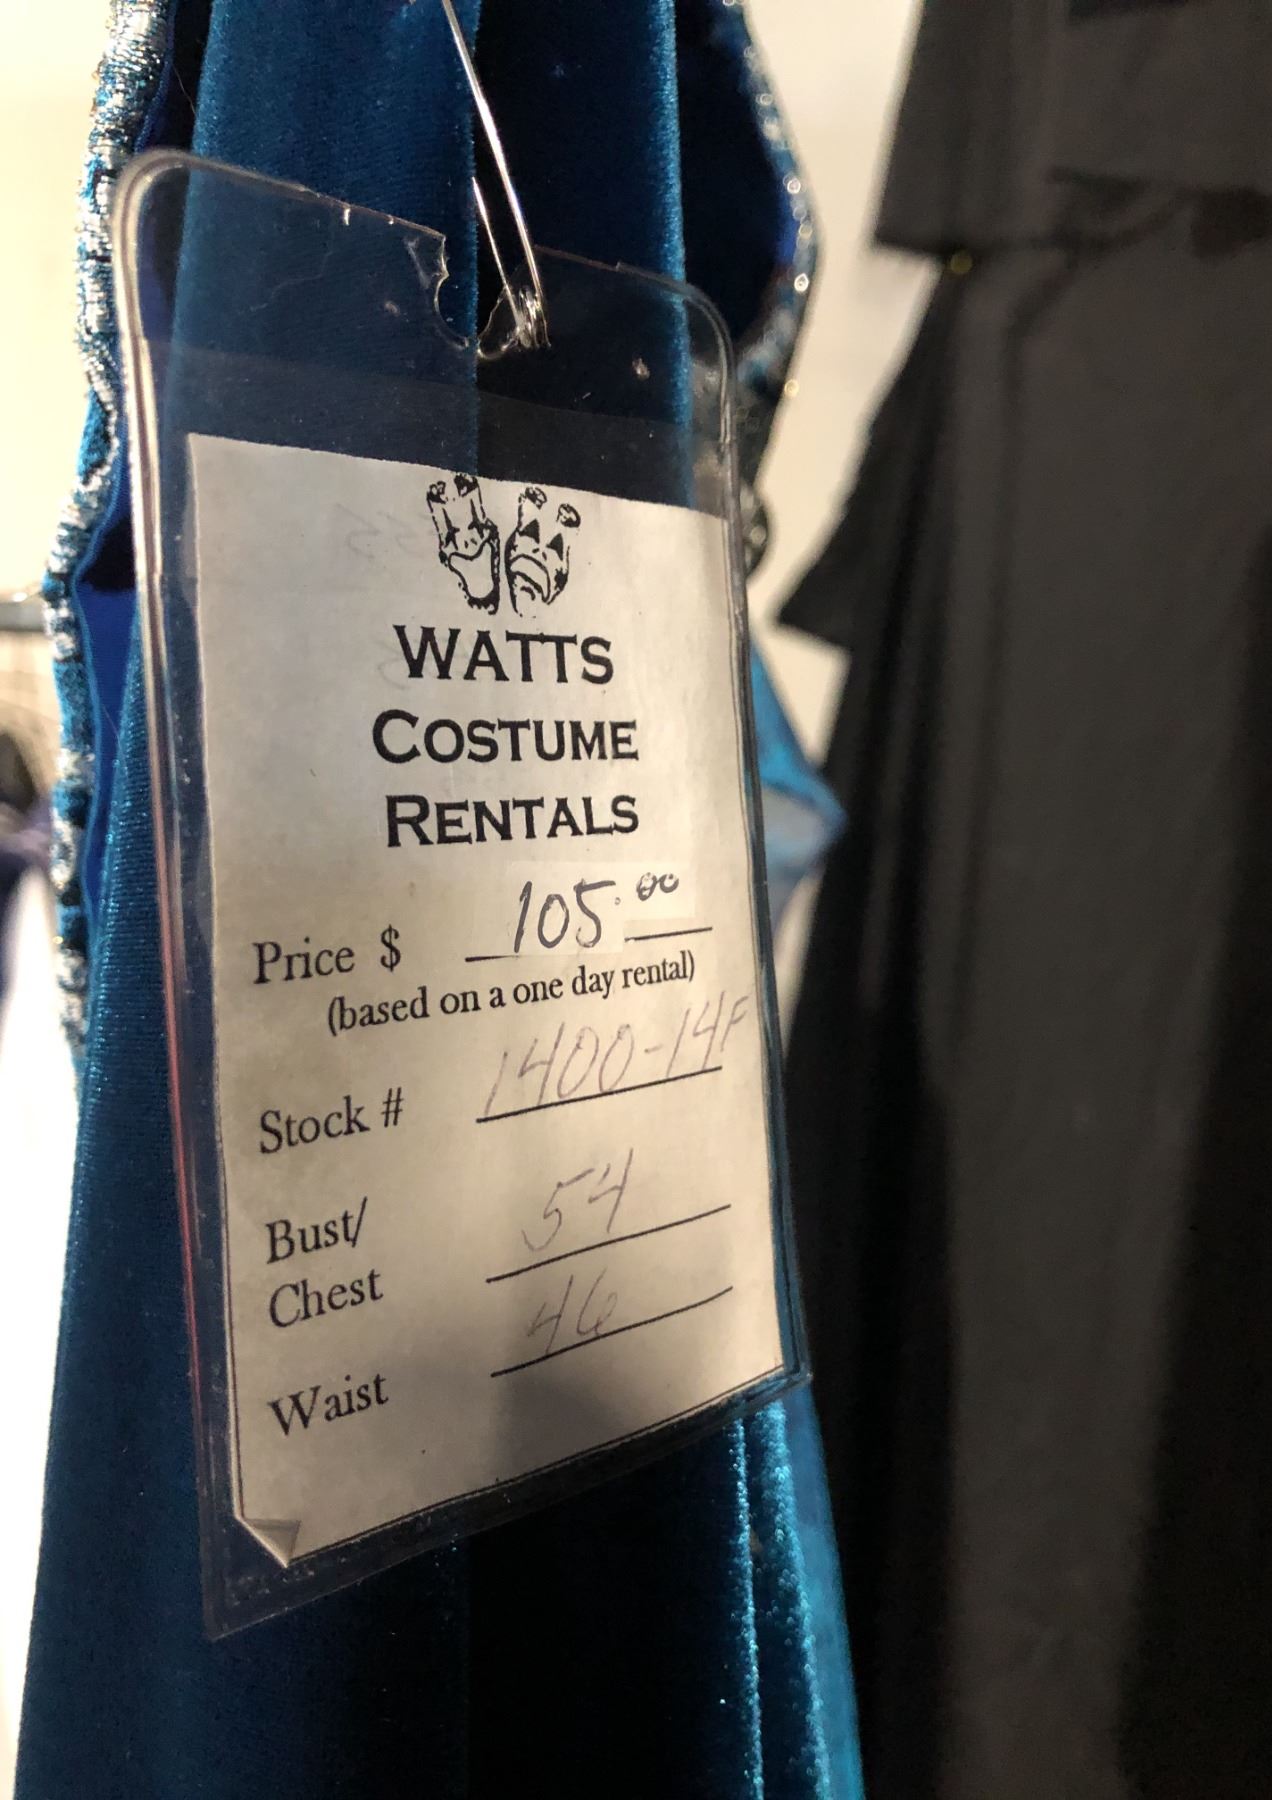 WATTS
COSTUME
RENTALS
Price $ 105.00
(based on a one day rental)
Stock # 1400-14F
Bust/ 54
Chest
Waist 46